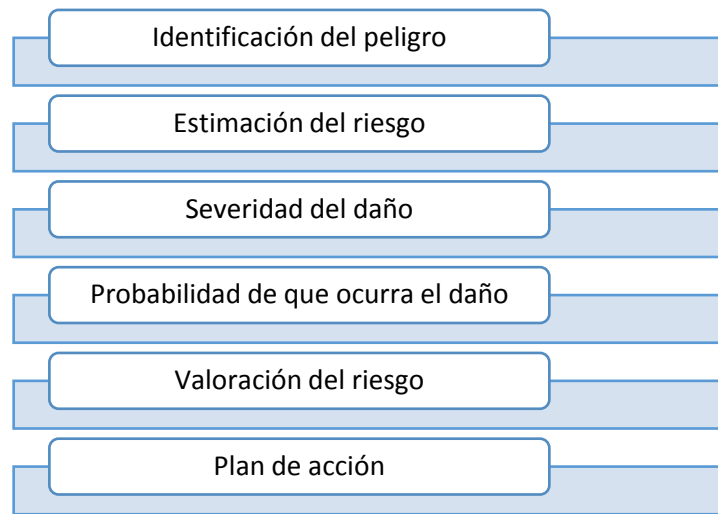 Identificación del peligro
Estimación del riesgo
Severidad del daño
Probabilidad de que ocurra el daño
Valoración del riesgo
Plan de acción